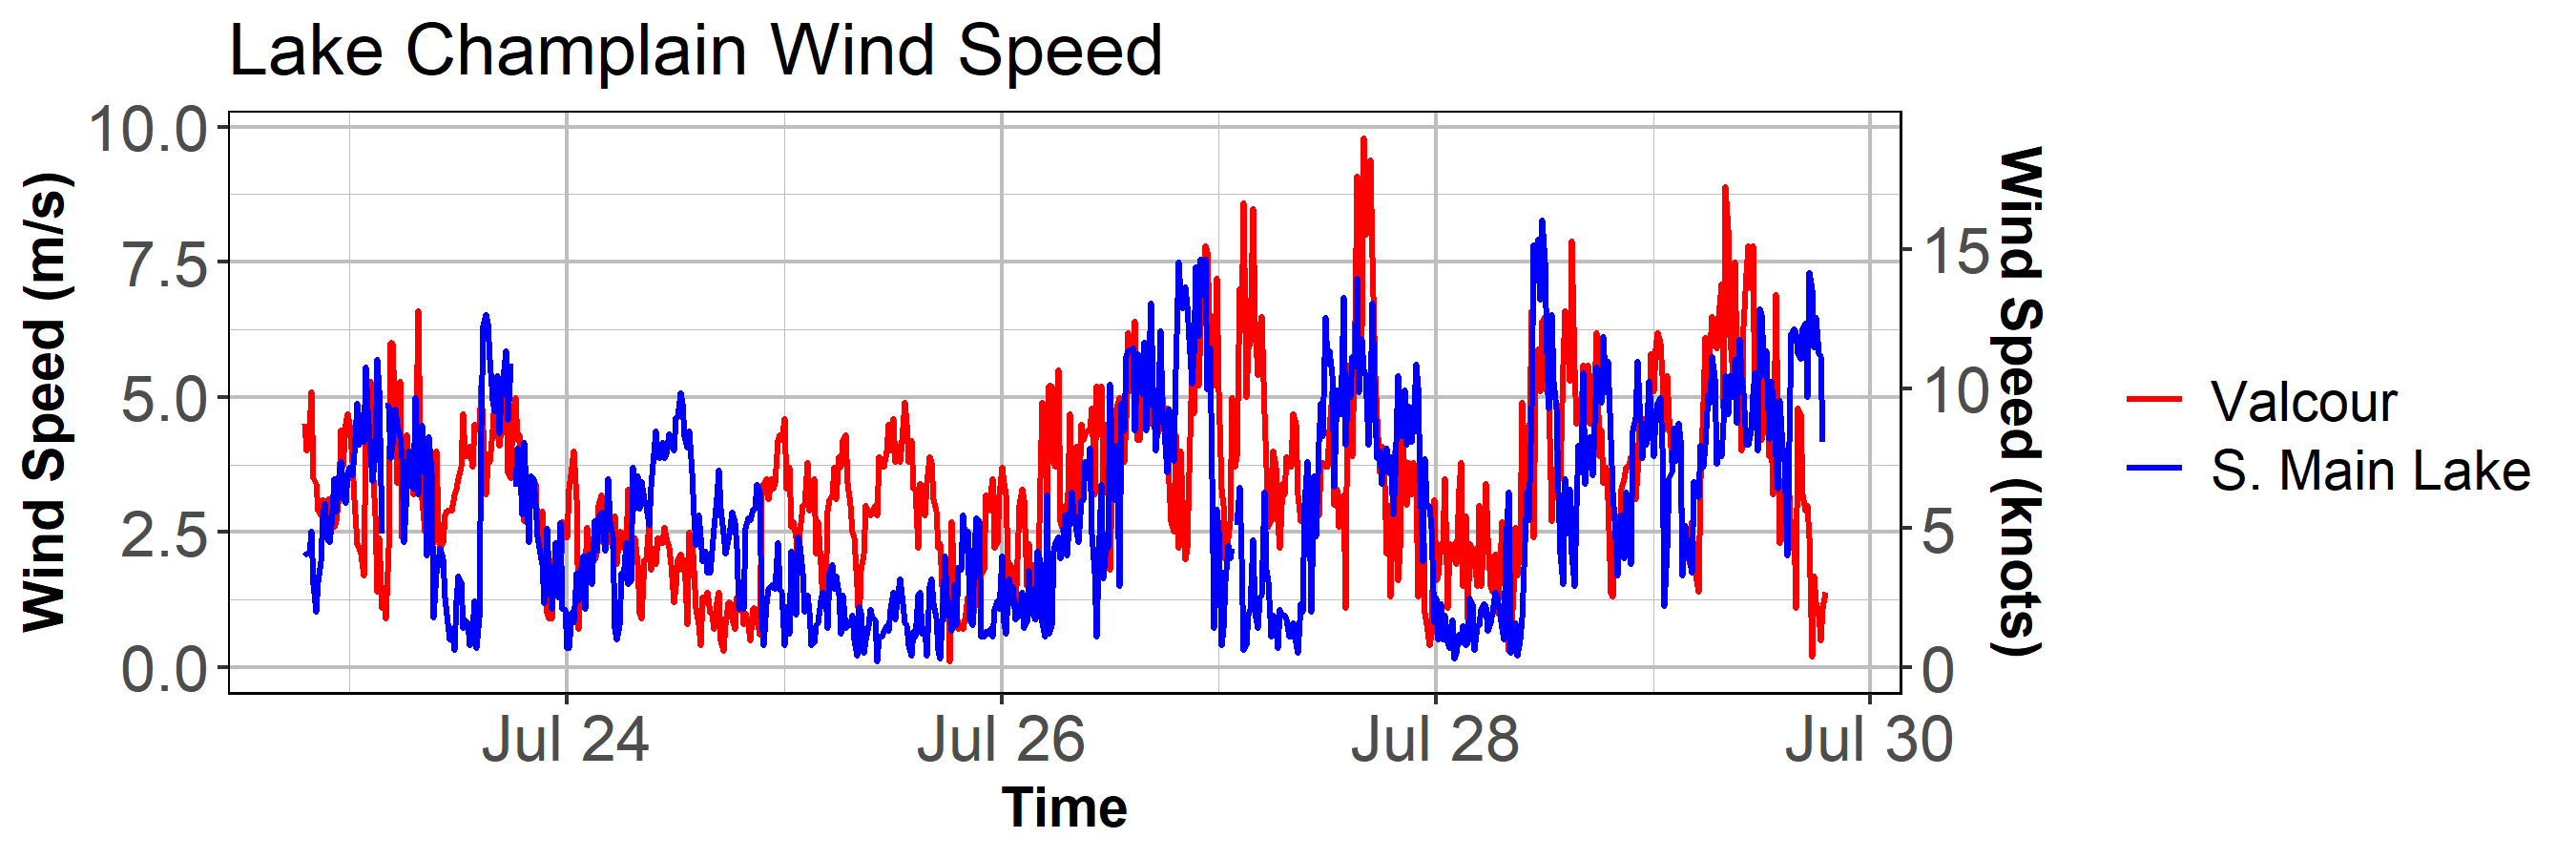 Lake Champlain Wind Speed
Wind Speed (m/s)
10.0
7.5
5.0
2.5
0.0
15
10
5
0
Wind Speed (knots)
Jul 24
Jul 26
Jul 28
Jul 30
Time
Valcour
S. Main Lake